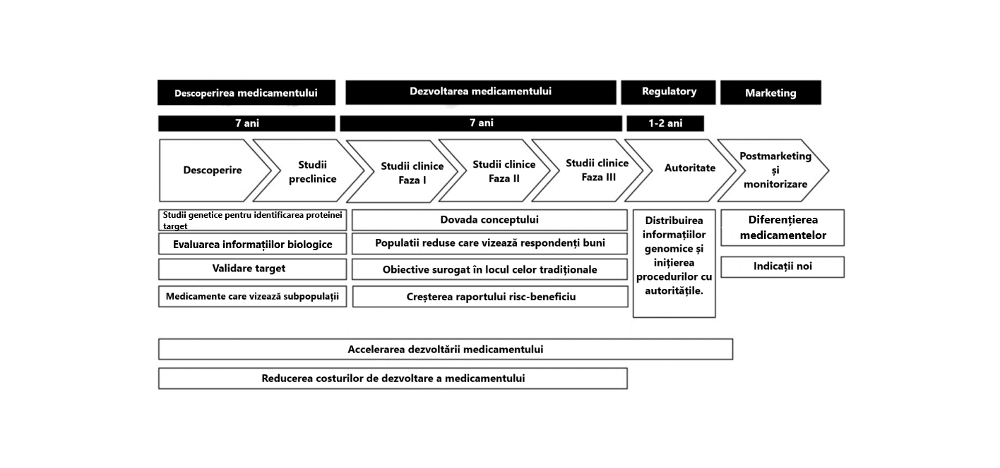 Descoperirea medicamentului
Dezvoltarea medicamentului
Regulatory
Marketing
7 ani
7 ani
1-2 ani
Descoperire
Studii
preclinice
Studii clinice
Faza I
Studii clinice
Faza II
Studii clinice
Faza III
Autoritate
Postmarketing
și
monitorizare
Studii genetice pentru identificarea proteinei
target
Evaluarea informațiilor biologice
Validare target
Medicamente care vizează subpopulații
Dovada conceptului
Populatii reduse care vizează respondenți buni
Obiective surogat în locul celor tradiționale
Creșterea raportului risc-beneficiu
Distribuirea
informațiilor
genomice și
inițierea
procedurilor cu
autoritățile.
Diferențierea
medicamentelor
Indicații noi
Accelerarea dezvoltării medicamentului
Reducerea costurilor de dezvoltare a medicamentului